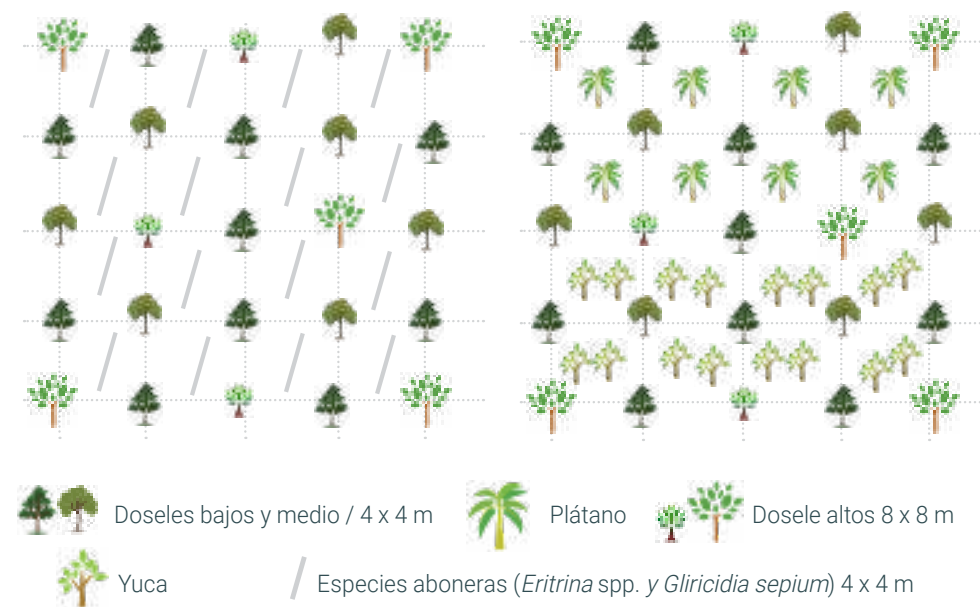 Doseles bajos y medio / 4 x 4 m
Plátano
Dosele altos 8 x 8 m
Yuca
Especies aboneras (Eritrina spp. y Gliricidia sepium) 4 x 4 m